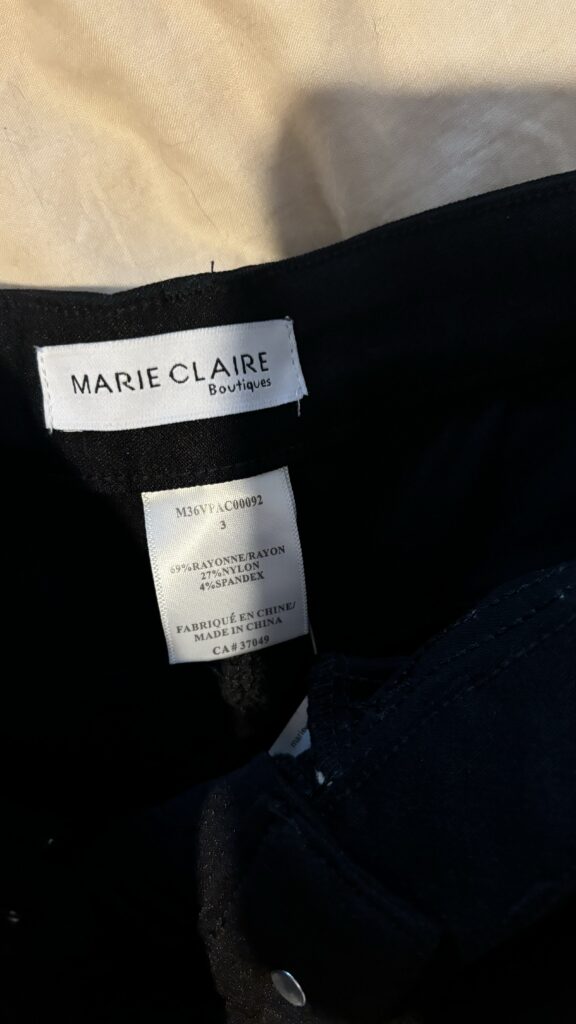 MARIE CLAIRE
Boutiques
M36VPAC00092
3
69%RAYONNE/RAYON
27%NYLON
4%SPANDEX
FABRIQUÉ EN CHINE/
MADE IN CHINA
CA#37049